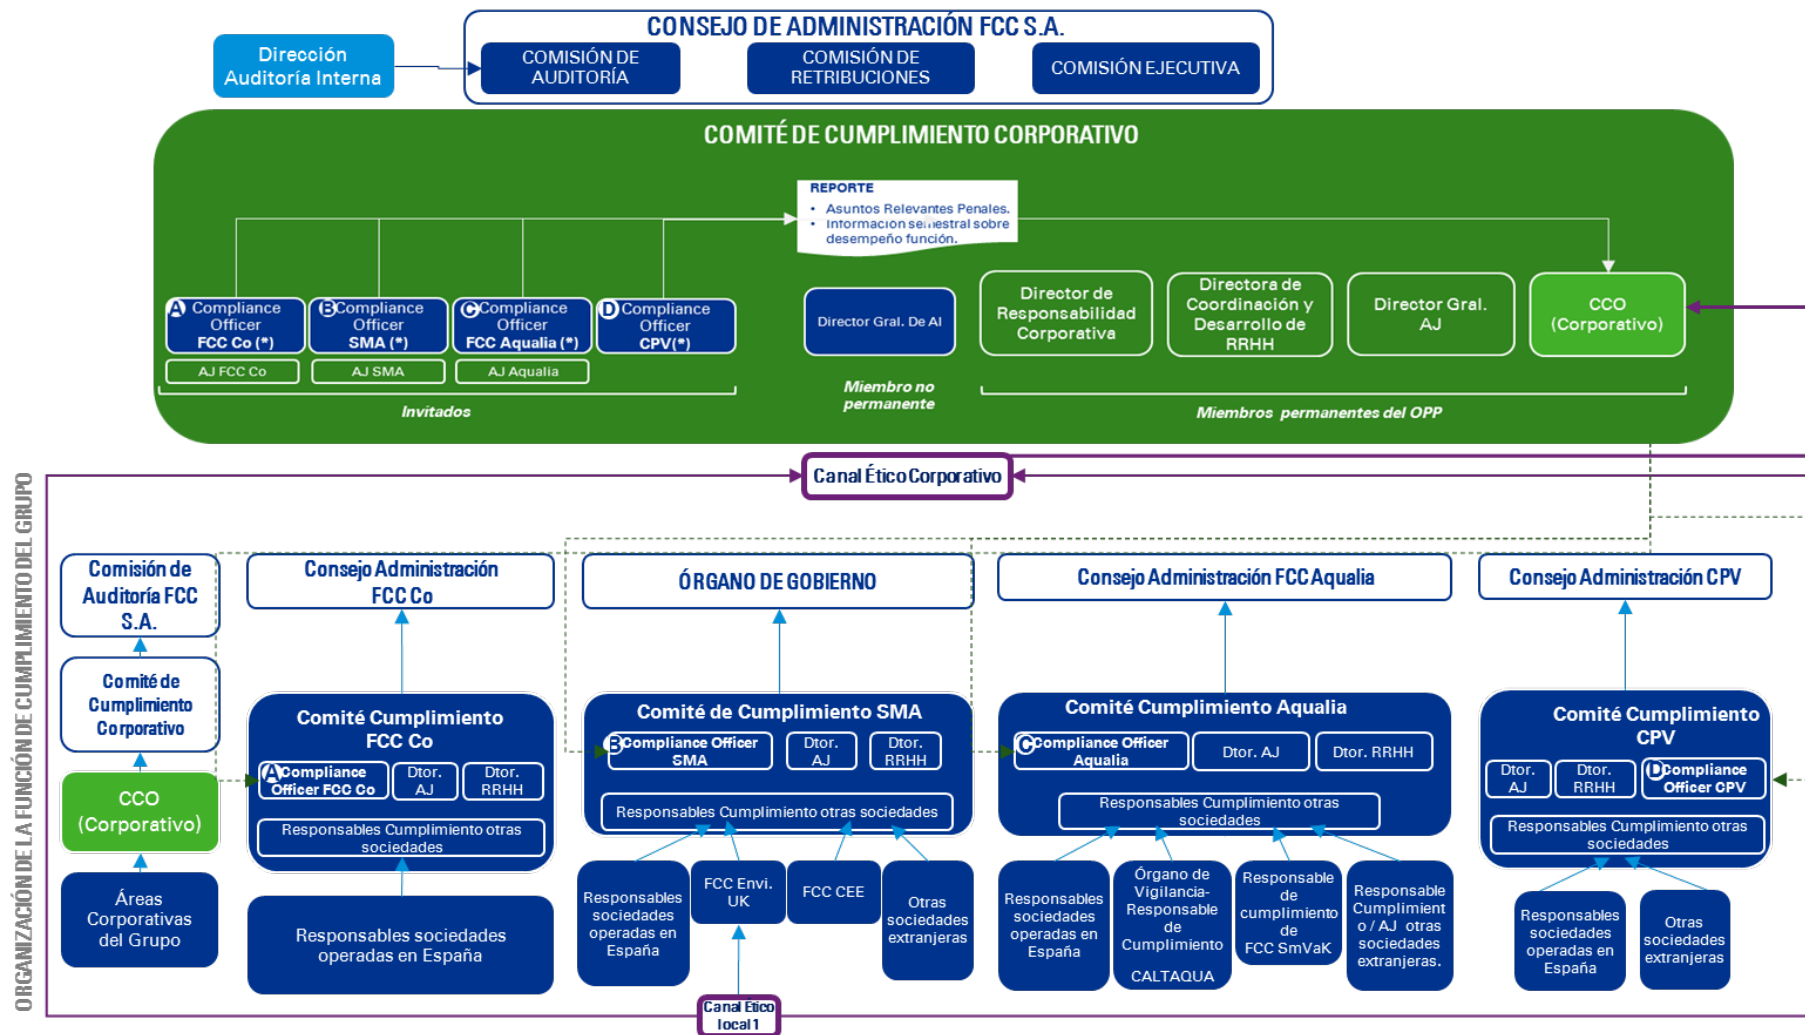 CONSEJO DE ADMINISTRACIÓN FCC S.A.
Dirección
Auditoría Interna
COMISIÓN DE
AUDITORÍA
COMISIÓN DE
RETRIBUCIONES
COMISIÓN EJECUTIVA
COMITÉ DE CUMPLIMIENTO CORPORATIVO
REPORTE
• Asuntos Relevantes Penales.
• Información semestral sobre
desempeño función.
A Compliance
Officer
FCC Co (*)
B Compliance
Officer
SMA (*)
C Compliance
Officer
FCC Aqualia (*)
D Compliance
Officer
CPV(*)
AJ FCC Co
AJ SMA
AJ Aqualia
Invitados
Director Gral. De AI
Miembro no
permanente
Director de
Responsabilidad
Corporativa
Directora de
Coordinación y
Desarrollo de
RRHH
Director Gral.
AJ
CCO
(Corporativo)
Miembros permanentes del OPP
Canal Ético Corporativo
ORGANIZACIÓN DE LA FUNCIÓN DE CUMPLIMIENTO DEL GRUPO
Comisión de
Auditoría FCC
S.A.
Comité de
Cumplimiento
Corporativo
CCO
(Corporativo)
Áreas
Corporativas
del Grupo
Consejo Administración
FCC Co
Comité Cumplimiento
FCC Co
A Compliance
Officer FCC Co
Dtor.
AJ
Dtor.
RRHH
Responsables Cumplimiento otras
sociedades
Responsables sociedades
operadas en España
ÓRGANO DE GOBIERNO
Comité de Cumplimiento SMA
B Compliance Officer
SMA
Dtor.
AJ
Dtor.
RRHH
Responsables Cumplimiento otras sociedades
Responsables
sociedades
operadas en
España
FCC Envi.
UK
FCC CEE
Otras
sociedades
extranjeras
Canal Ético
local 1
Consejo Administración FCC Aqualia
Comité Cumplimiento Aqualia
C Compliance Officer
Aqualia
Dtor. AJ
Dtor. RRHH
Responsables Cumplimiento otras
sociedades
Responsables
sociedades
operadas en
España
Órgano de
Vigilancia-
Responsable
de
Cumplimiento
CALTAQUA
Responsable
de
cumplimiento
de
FCC SmVaK
Responsable
Cumplimient
o / AJ otras
sociedades
extranjeras.
Consejo Administración CPV
Comité Cumplimiento
CPV
Dtor.
AJ
Dtor.
RRHH
D Compliance
Officer CPV
Responsables Cumplimiento otras
sociedades
Responsables
sociedades
operadas en
España
Otras
sociedades
extranjeras